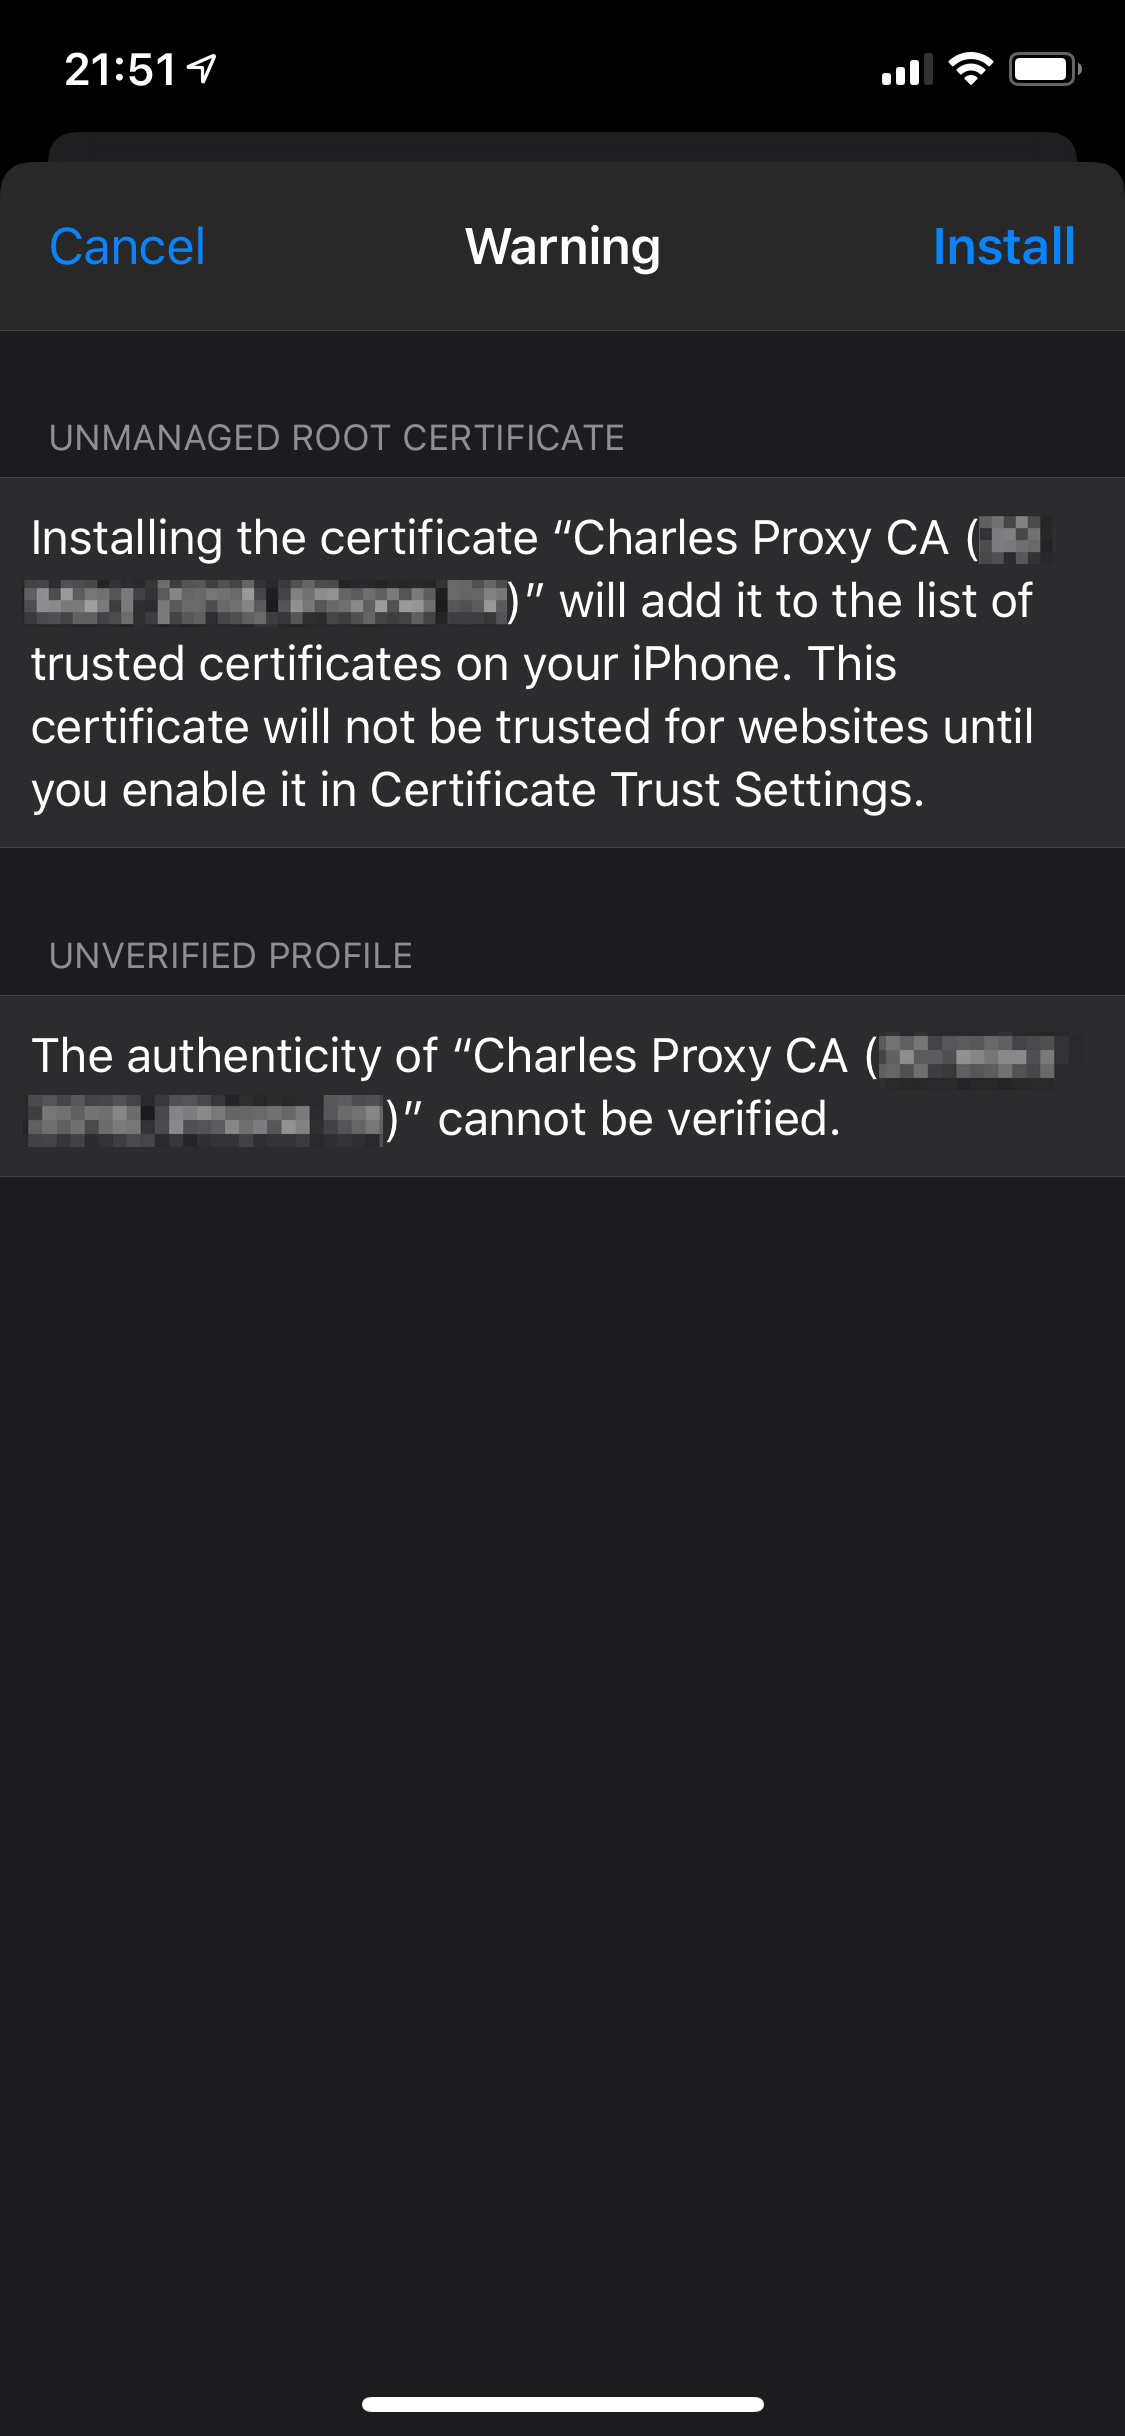 21:51
Cancel
Warning
Install
UNMANAGED ROOT CERTIFICATE
Installing the certificate “Charles Proxy CA (
)” will add it to the list of
trusted certificates on your iPhone. This
certificate will not be trusted for websites until
you enable it in Certificate Trust Settings.
UNVERIFIED PROFILE
The authenticity of “Charles Proxy CA (
)” cannot be verified.